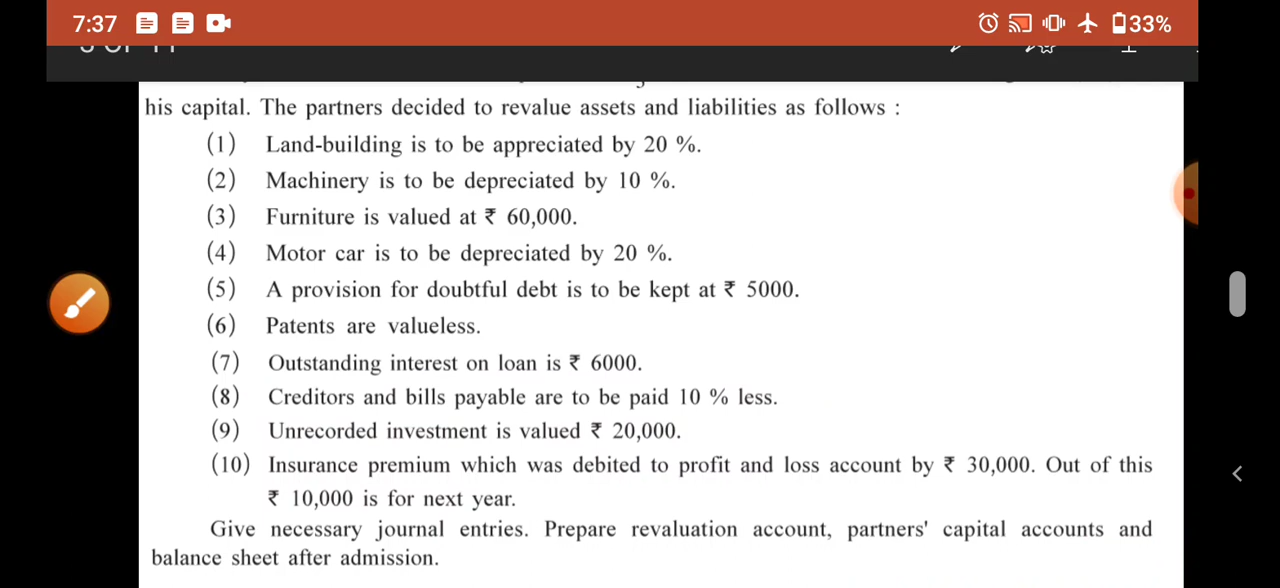 7:37 33%
his capital. The partners decided to revalue assets and liabilities as follows :
(1) Land-building is to be appreciated by 20 %.
(2) Machinery is to be depreciated by 10 %.
(3) Furniture is valued at ₹ 60,000.
(4) Motor car is to be depreciated by 20 %.
(5) A provision for doubtful debt is to be kept at ₹ 5000.
(6) Patents are valueless.
(7) Outstanding interest on loan is ₹ 6000.
(8) Creditors and bills payable are to be paid 10 % less.
(9) Unrecorded investment is valued ₹ 20,000.
(10) Insurance premium which was debited to profit and loss account by ₹ 30,000. Out of this
₹ 10,000 is for next year.
Give necessary journal entries. Prepare revaluation account, partners' capital accounts and
balance sheet after admission.